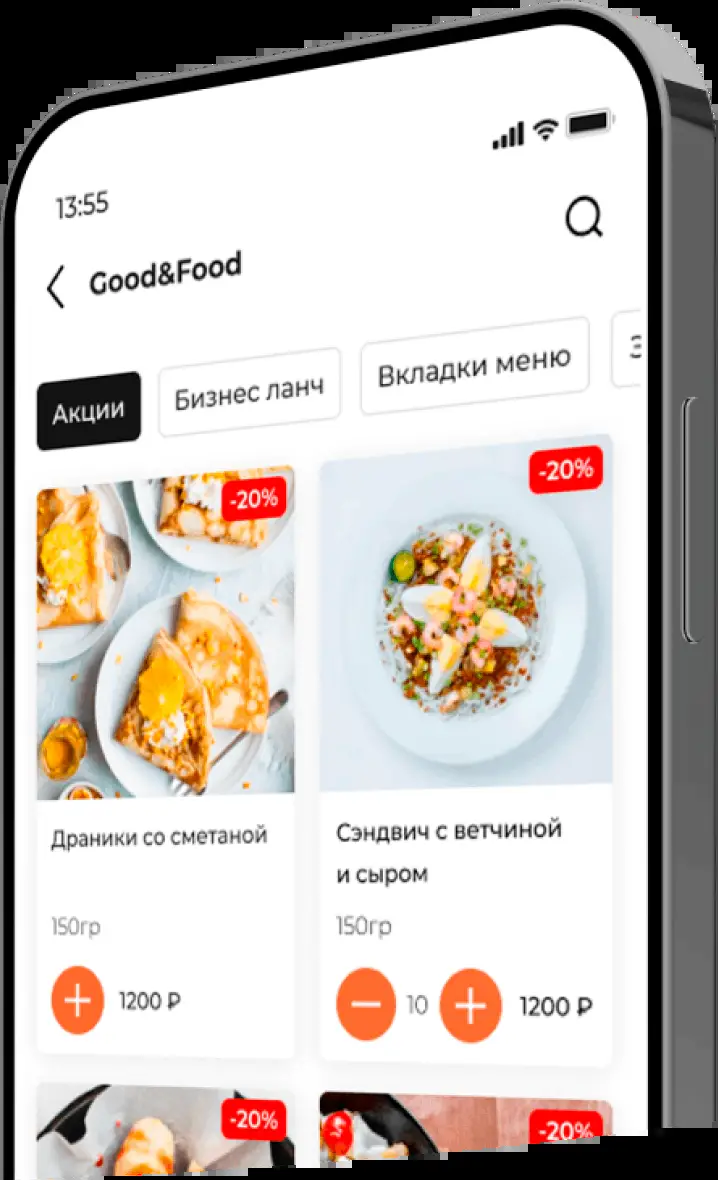 13:55
Good&Food
Акции
Бизнес ланч
Вкладки меню
-20%
-20%
Драники со сметаной
Сэндвич с ветчиной
и сыром
150гр
150гр
1200 ₽
10
1200 ₽
-20%
-20%